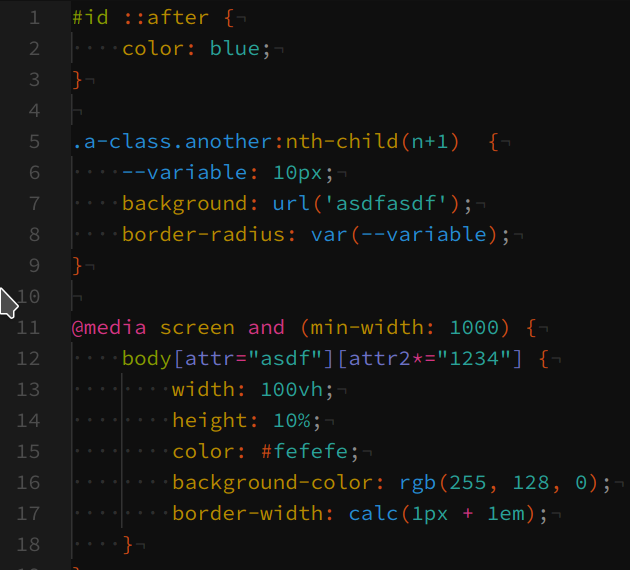 1 #id ::after {
2     color: blue;
3 }
4
5 .a-class.another:nth-child(n+1)  {
6     --variable: 10px;
7     background: url('asdfasdf');
8     border-radius: var(--variable);
9 }
10
11 @media screen and (min-width: 1000) {
12     body[attr="asdf"][attr2*="1234"] {
13         width: 100vh;
14         height: 10%;
15         color: #fefefe;
16         background-color: rgb(255, 128, 0);
17         border-width: calc(1px + 1em);
18     }